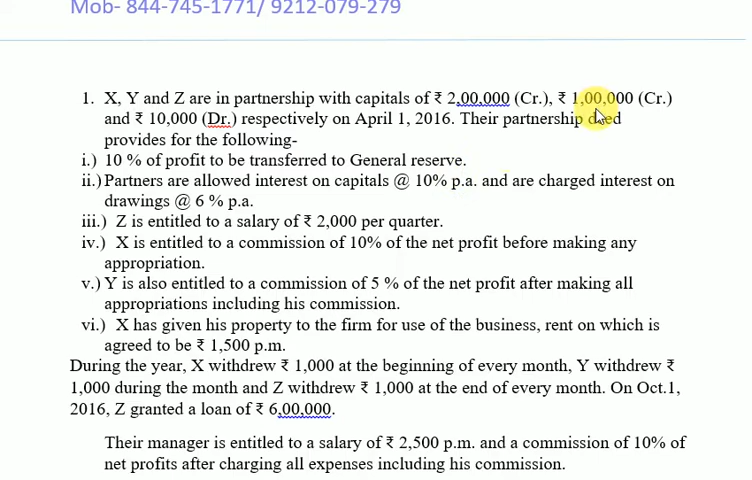 Mob- 844-745-1771/ 9212-079-279
1. X, Y and Z are in partnership with capitals of ₹ 2,00,000 (Cr.), ₹ 1,00,000 (Cr.)
and ₹ 10,000 (Dr.) respectively on April 1, 2016. Their partnership deed
provides for the following-
i.) 10 % of profit to be transferred to General reserve.
ii.) Partners are allowed interest on capitals @ 10% p.a. and are charged interest on
drawings @ 6 % p.a.
iii.) Z is entitled to a salary of ₹ 2,000 per quarter.
iv.) X is entitled to a commission of 10% of the net profit before making any
appropriation.
v.) Y is also entitled to a commission of 5 % of the net profit after making all
appropriations including his commission.
vi.) X has given his property to the firm for use of the business, rent on which is
agreed to be ₹ 1,500 p.m.
During the year, X withdrew ₹ 1,000 at the beginning of every month, Y withdrew ₹
1,000 during the month and Z withdrew ₹ 1,000 at the end of every month. On Oct.1,
2016, Z granted a loan of ₹ 6,00,000.
Their manager is entitled to a salary of ₹ 2,500 p.m. and a commission of 10% of
net profits after charging all expenses including his commission.